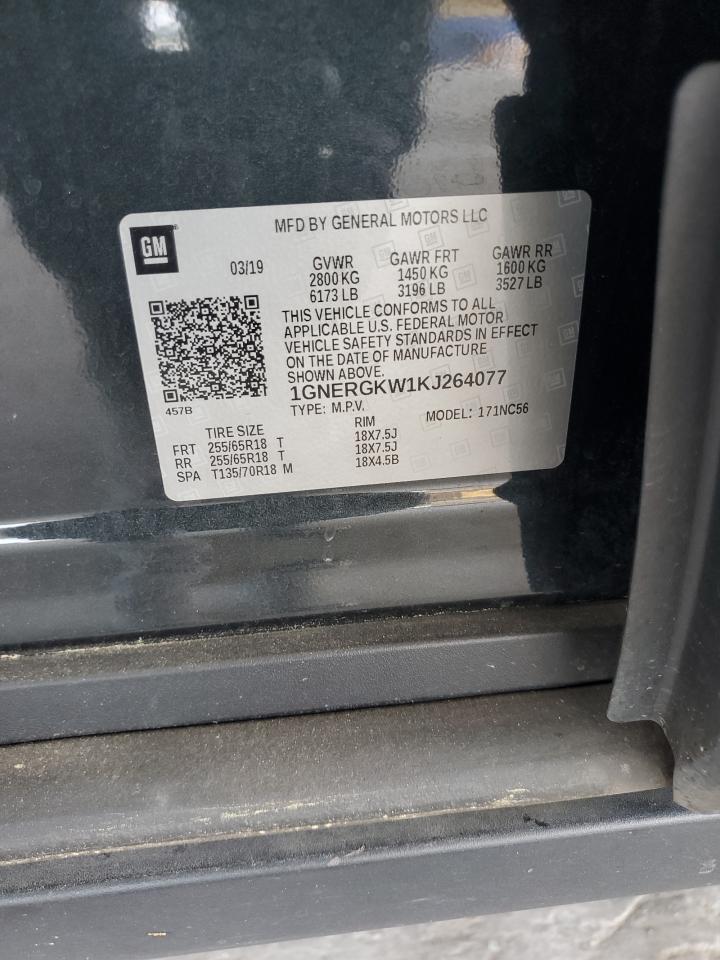 GM
MFD BY GENERAL MOTORS LLC
03/19 GVWR GAWR FRT GAWR RR
2800 KG 1450 KG 1600 KG
6173 LB 3196 LB 3527 LB
THIS VEHICLE CONFORMS TO ALL
APPLICABLE U.S. FEDERAL MOTOR
VEHICLE SAFETY STANDARDS IN EFFECT
ON THE DATE OF MANUFACTURE
SHOWN ABOVE.
1GNERGKW1KJ264077
457B
TYPE: M.P.V. MODEL: 171NC56
TIRE SIZE RIM
FRT 255/65R18 T 18X7.5J
RR 255/65R18 T 18X7.5J
SPA T135/70R18 M 18X4.5B